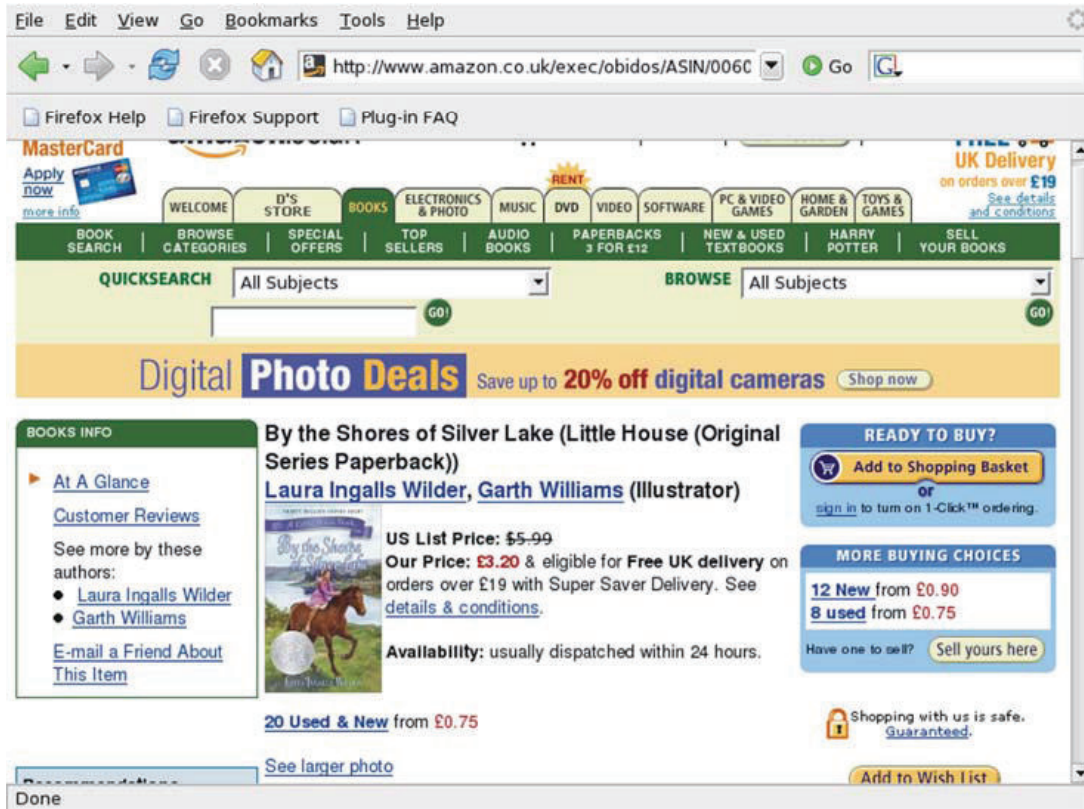 File Edit View Go Bookmarks Tools Help
http://www.amazon.co.uk/exec/obidos/ASIN/0060 Go
Firefox Help Firefox Support Plug-in FAQ
MasterCard
Apply
now
more info
UK Delivery
on orders over £19
See details
and conditions
WELCOME
D'S
STORE
BOOKS
ELECTRONICS
& PHOTO
MUSIC
RENT
DVD
VIDEO
SOFTWARE
PC & VIDEO
GAMES
HOME &
GARDEN
TOYS &
GAMES
BOOK
SEARCH
BROWSE
CATEGORIES
SPECIAL
OFFERS
TOP
SELLERS
AUDIO
BOOKS
PAPERBACKS
3 FOR £12
NEW & USED
TEXTBOOKS
HARRY
POTTER
SELL
YOUR BOOKS
QUICKSEARCH All Subjects
GO!
BROWSE All Subjects
GO!
Digital Photo Deals Save up to 20% off digital cameras Shop now
BOOKS INFO
At A Glance
Customer Reviews
See more by these
authors:
Laura Ingalls Wilder
Garth Williams
E-mail a Friend About
This Item
By the Shores of Silver Lake (Little House (Original
Series Paperback))
Laura Ingalls Wilder, Garth Williams (Illustrator)
By the Shores
of Silver Lake
US List Price: $5.99
Our Price: £3.20 & eligible for Free UK delivery on
orders over £19 with Super Saver Delivery. See
details & conditions.
Availability: usually dispatched within 24 hours.
20 Used & New from £0.75
See larger photo
READY TO BUY?
Add to Shopping Basket
or
sign in to turn on 1-Click™ ordering.
MORE BUYING CHOICES
12 New from £0.90
8 used from £0.75
Have one to sell? Sell yours here
Shopping with us is safe.
Guaranteed.
Add to Wish List
Done